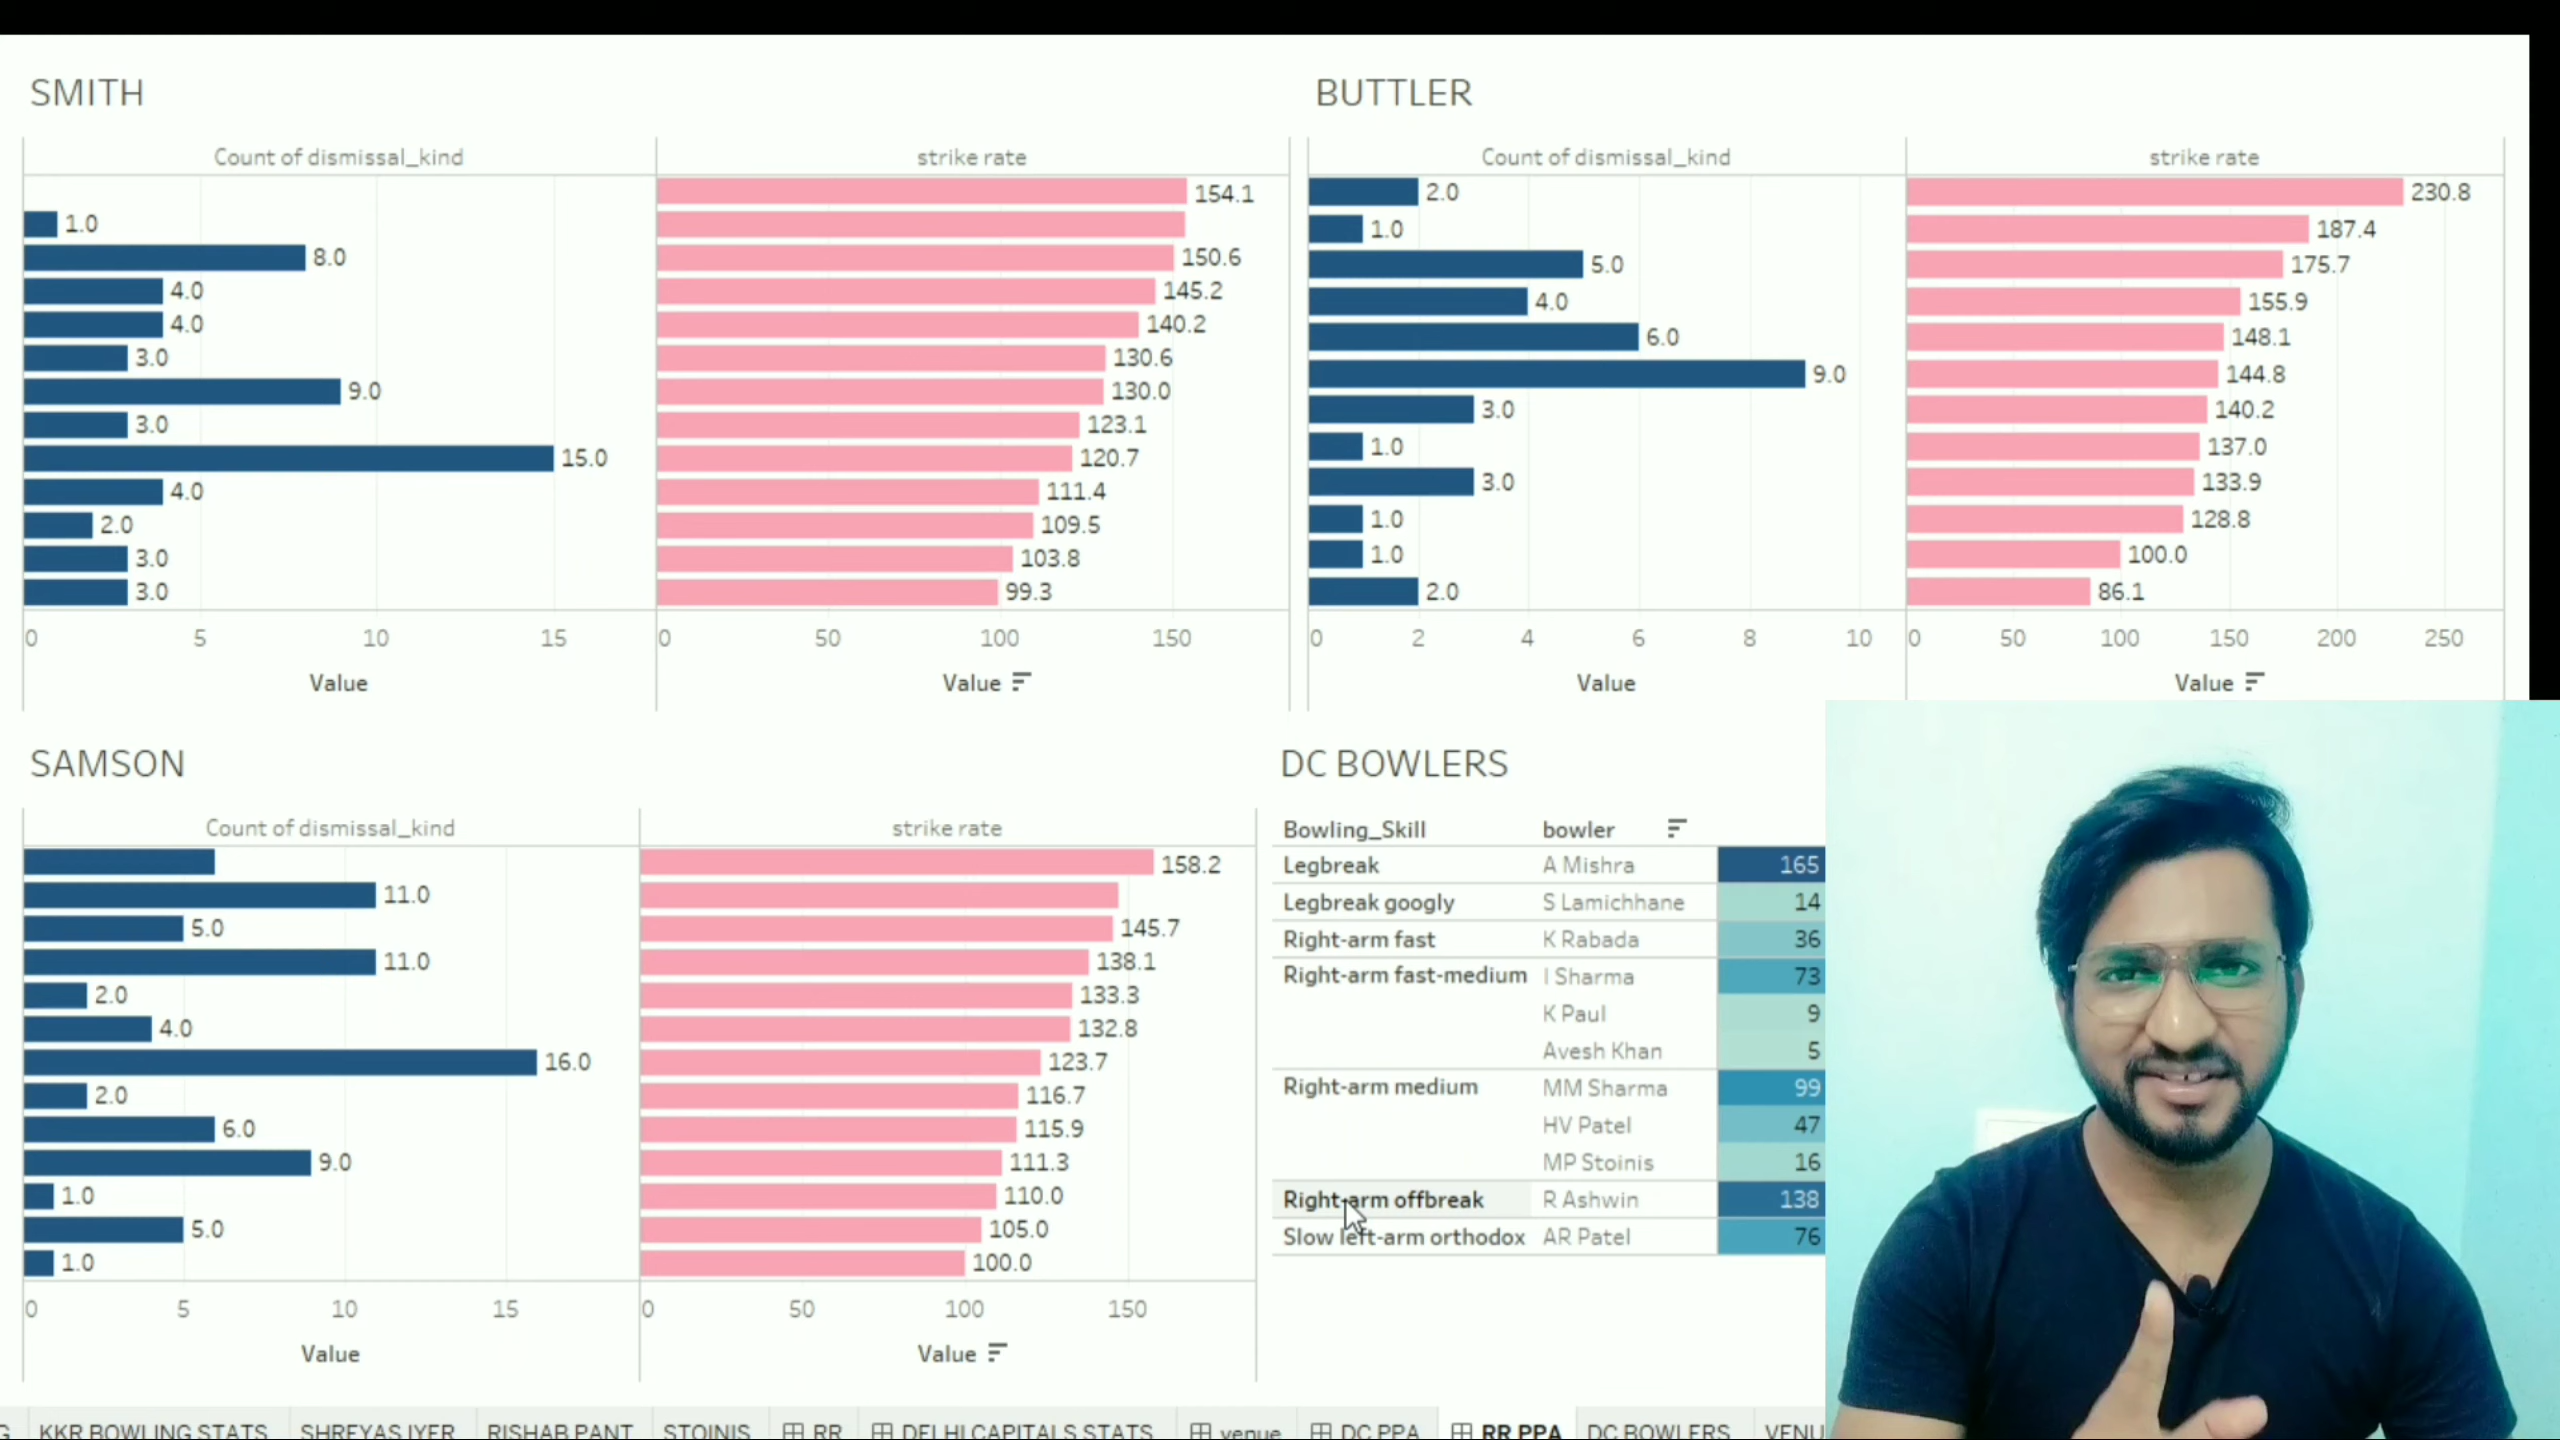 SMITH
Count of dismissal_kind strike rate
154.1
1.0
8.0 150.6
4.0 145.2
4.0 140.2
3.0 130.6
9.0 130.0
3.0 123.1
15.0 120.7
4.0 111.4
2.0 109.5
3.0 103.8
3.0 99.3
0 5 10 15 0 50 100 150
Value Value
BUTTLER
Count of dismissal_kind strike rate
2.0 230.8
1.0 187.4
5.0 175.7
4.0 155.9
6.0 148.1
9.0 144.8
3.0 140.2
1.0 137.0
3.0 133.9
1.0 128.8
1.0 100.0
2.0 86.1
0 2 4 6 8 10 0 50 100 150 200 250
Value Value
SAMSON
Count of dismissal_kind strike rate
158.2
11.0
5.0 145.7
11.0 138.1
2.0 133.3
4.0 132.8
16.0 123.7
2.0 116.7
6.0 115.9
9.0 111.3
1.0 110.0
5.0 105.0
1.0 100.0
0 5 10 15 0 50 100 150
Value Value
DC BOWLERS
Bowling_Skill bowler
Legbreak A Mishra 165
Legbreak googly S Lamichhane 14
Right-arm fast K Rabada 36
Right-arm fast-medium I Sharma 73
K Paul 9
Avesh Khan 5
Right-arm medium MM Sharma 99
HV Patel 47
MP Stoinis 16
Right-arm offbreak R Ashwin 138
Slow left-arm orthodox AR Patel 76
KKR BOWLING STATS SHREYAS IYER RISHAB PANT STOINIS RR DELHI CAPITALS STATS venue DC PPA RR PPA DC BOWLERS VENU